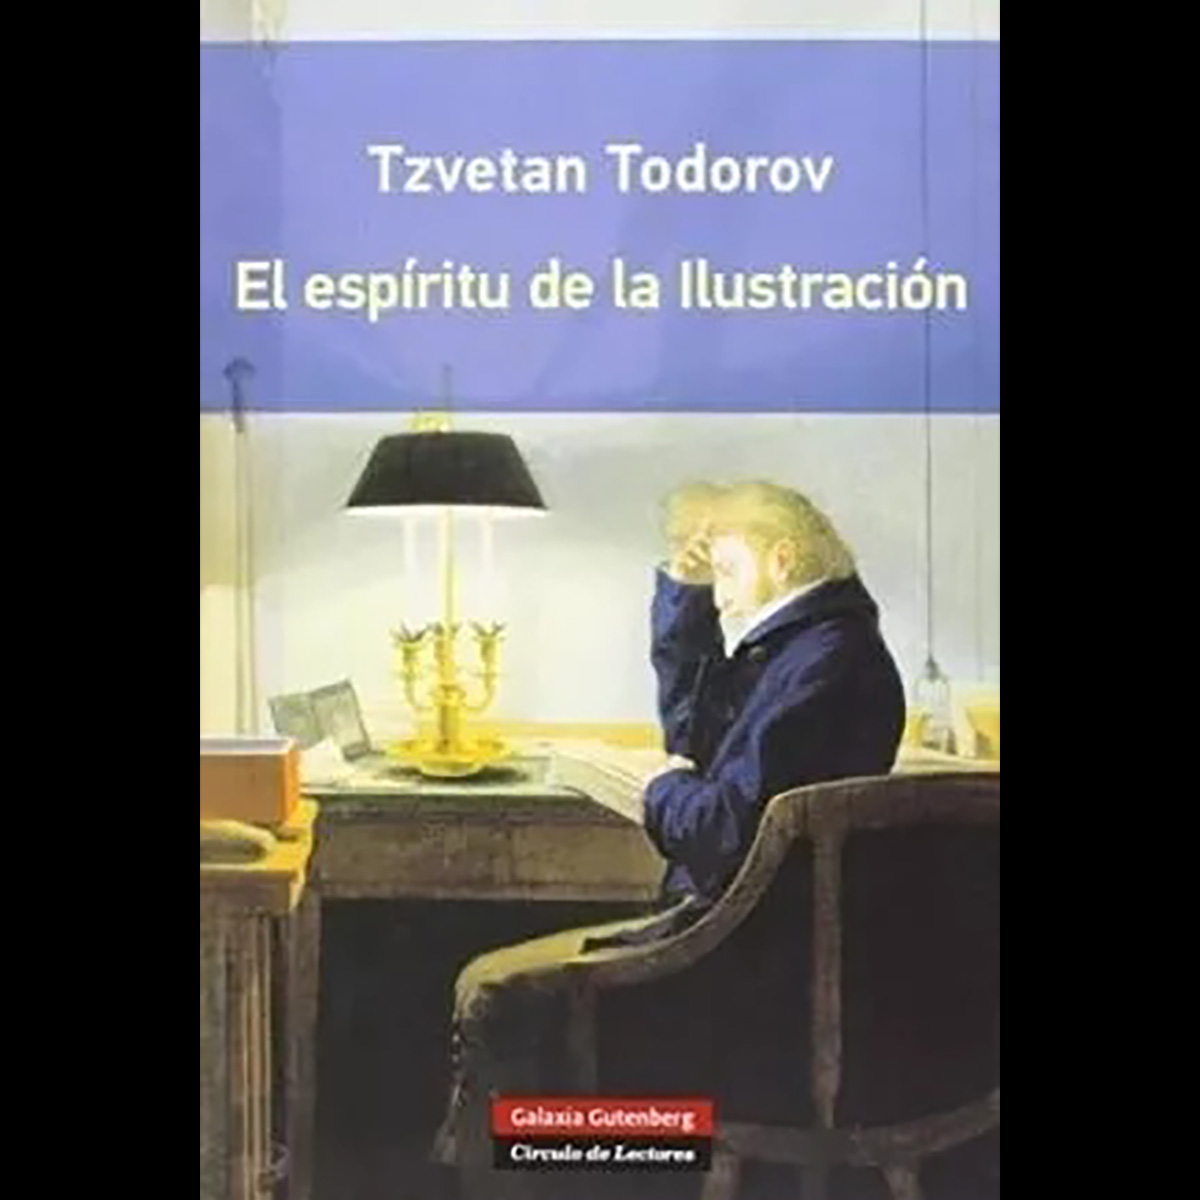 Tzvetan Todorov
El espíritu de la Ilustración
Galaxia Gutenberg
Círculo de Lectores